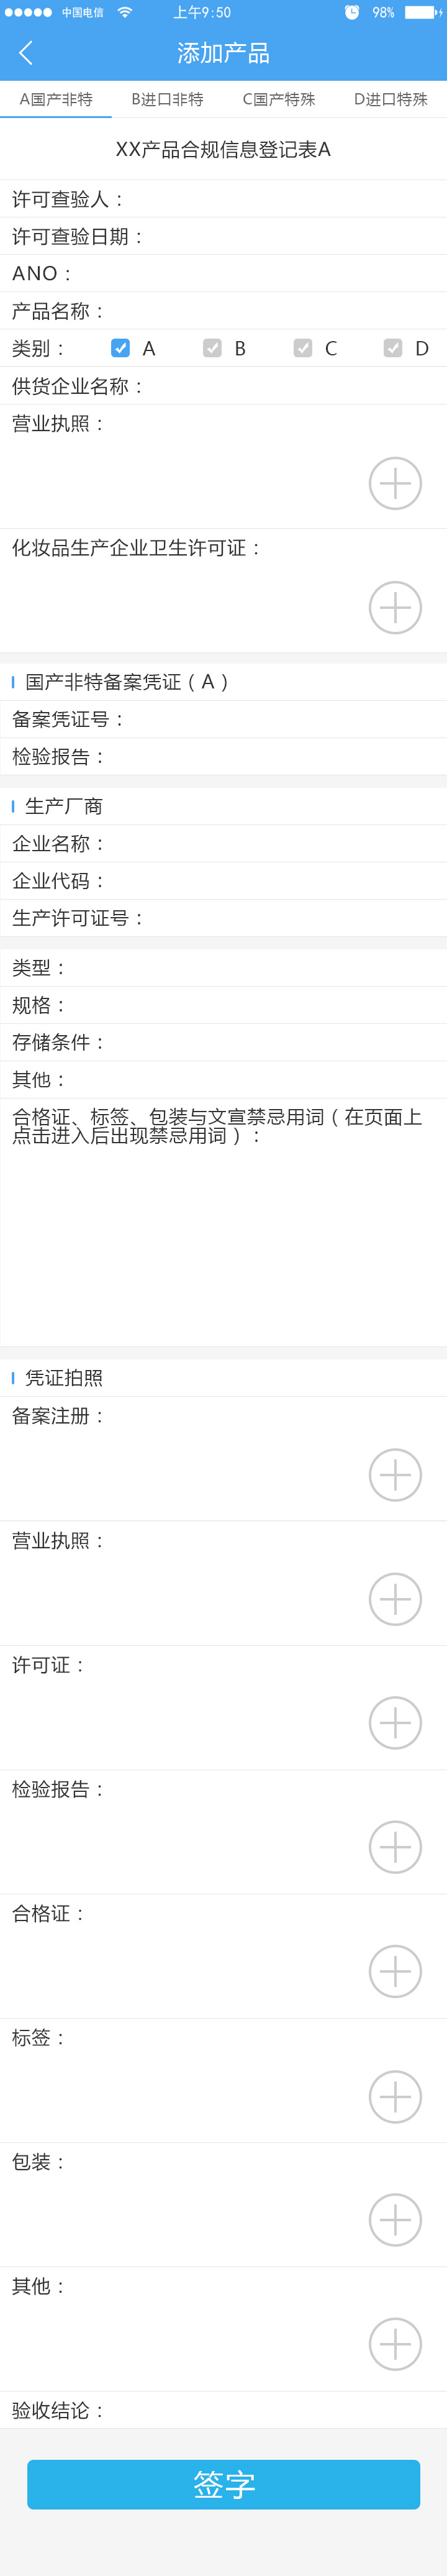 中国电信 上午9:50 98%
添加产品
A国产非特 B进口非特 C国产特殊 D进口特殊
XX产品合规信息登记表A
许可查验人：
许可查验日期：
ANO：
产品名称：
类别： A B C D
供货企业名称：
营业执照：
化妆品生产企业卫生许可证：
国产非特备案凭证（A）
备案凭证号：
检验报告：
生产厂商
企业名称：
企业代码：
生产许可证号：
类型：
规格：
存储条件：
其他：
合格证、标签、包装与文宣禁忌用词（在页面上
点击进入后出现禁忌用词）：
凭证拍照
备案注册：
营业执照：
许可证：
检验报告：
合格证：
标签：
包装：
其他：
验收结论：
签字